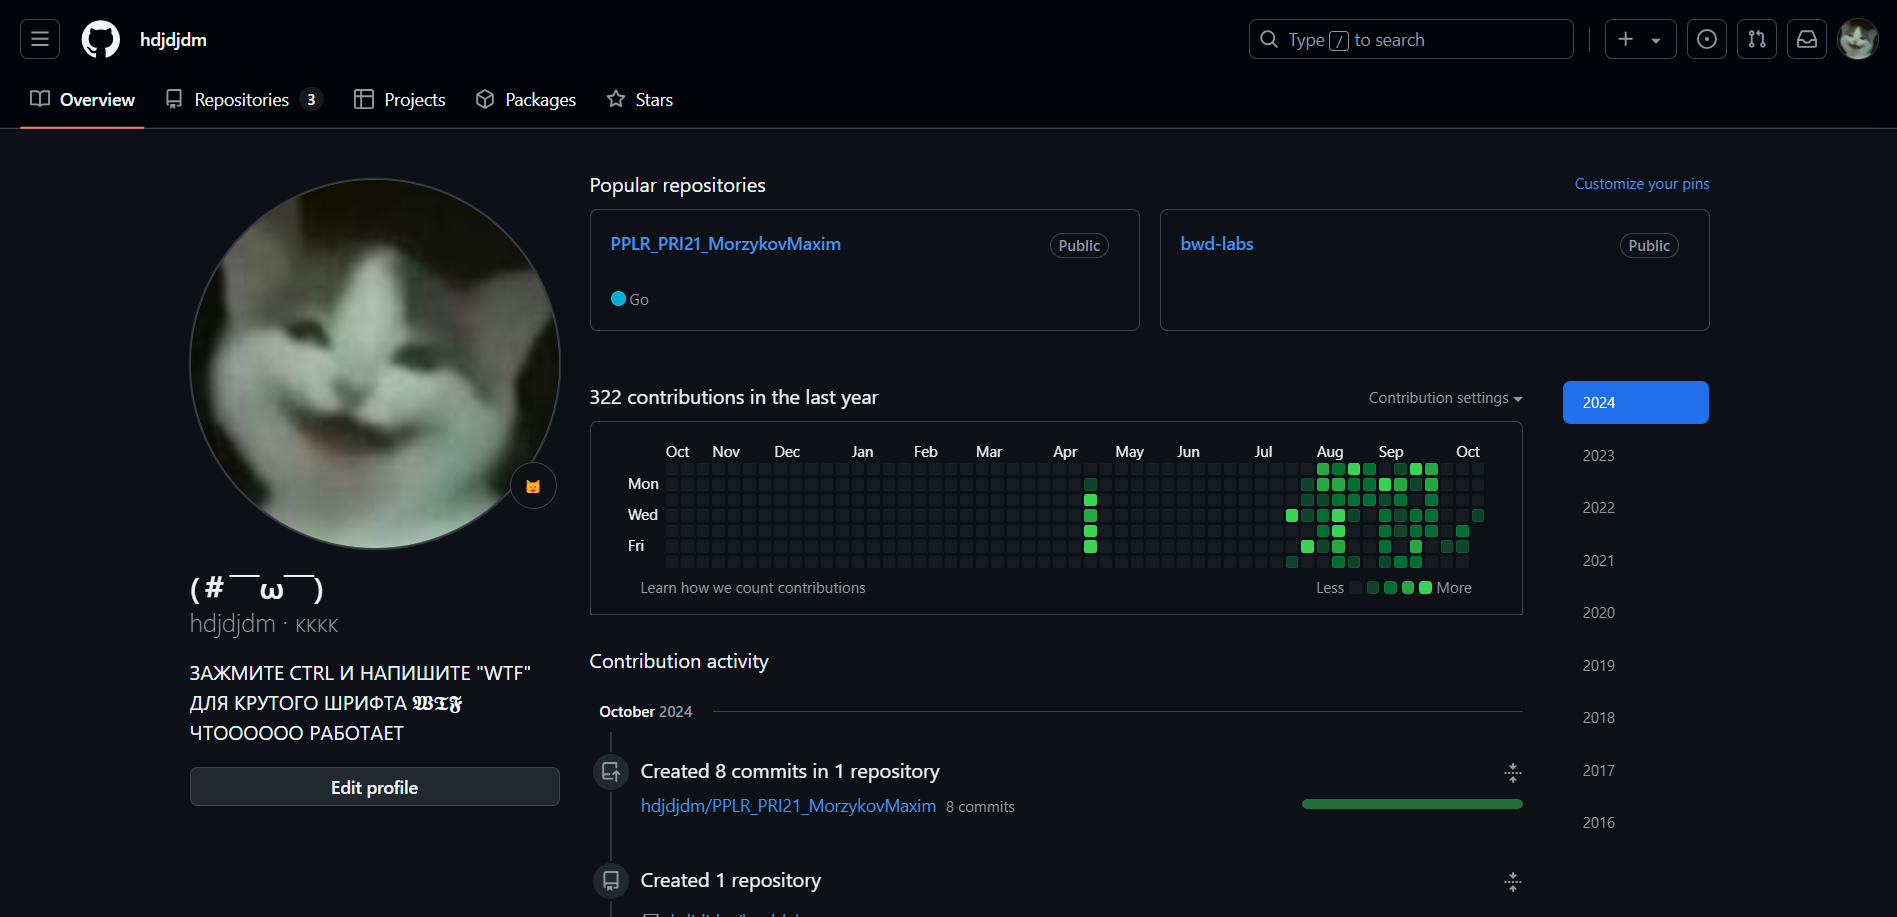 hdjdjdm
Type / to search
Overview
Repositories 3
Projects
Packages
Stars
(#￣ω￣)
hdjdjdm · кккк
ЗАЖМИТЕ CTRL И НАПИШИТЕ "WTF"
ДЛЯ КРУТОГО ШРИФТА 𝕎𝕋𝔽
ЧТОООООО РАБОТАЕТ
Edit profile
Popular repositories
Customize your pins
PPLR_PRI21_MorzykovMaxim
Public
Go
bwd-labs
Public
322 contributions in the last year
Contribution settings
Oct Nov Dec Jan Feb Mar Apr May Jun Jul Aug Sep Oct
Mon
Wed
Fri
Learn how we count contributions
Less
More
Contribution activity
October 2024
Created 8 commits in 1 repository
hdjdjdm/PPLR_PRI21_MorzykovMaxim 8 commits
Created 1 repository
2024
2023
2022
2021
2020
2019
2018
2017
2016